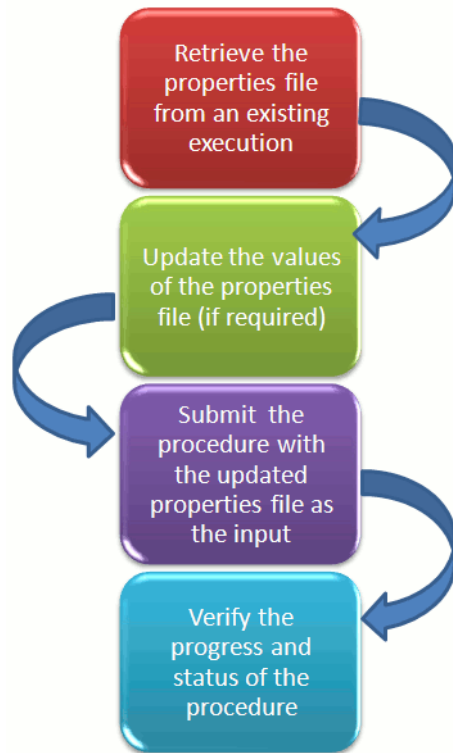 Retrieve the
properties file
from an existing
execution
Update the values
of the properties
file (if required)
Submit the
procedure with
the updated
properties file as
the input
Verify the
progress and
status of the
procedure